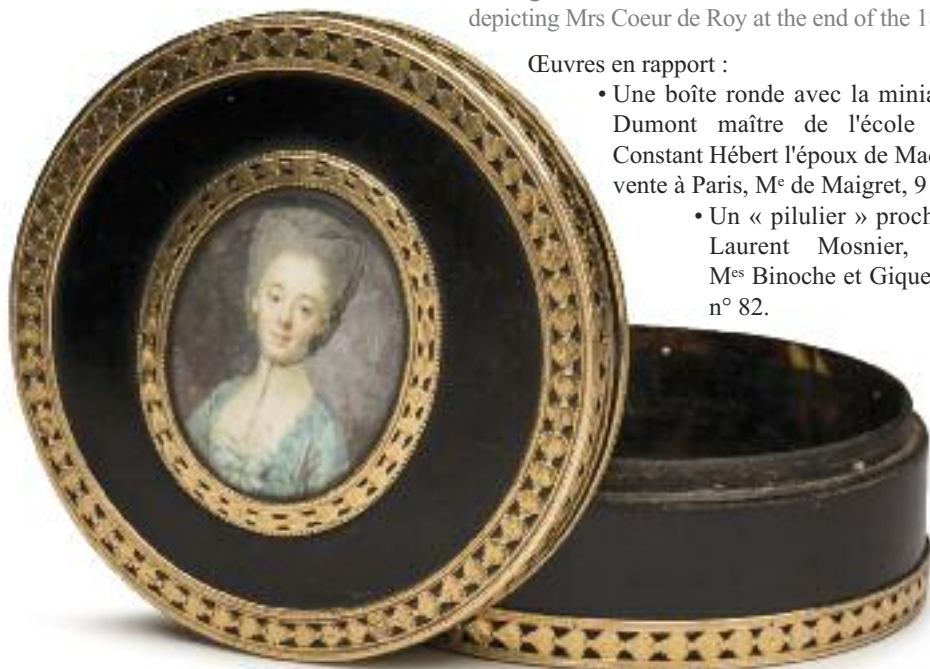 depicting Mrs Coeur de Roy at the end of the 1
Œuvres en rapport :
• Une boîte ronde avec la minia
Dumont maître de l'école
Constant Hébert l'époux de Mad
vente à Paris, Mᵉ de Maigret, 9
• Un « pilulier » proch
Laurent Mosnier,
Mᵉˢ Binoche et Gique
n° 82.